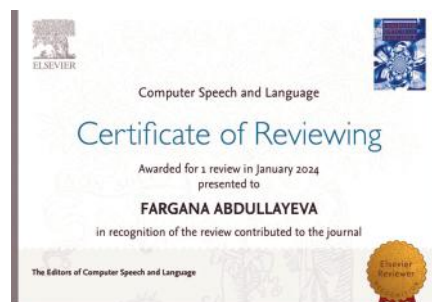 ELSEVIER
Computer Speech and Language
Certificate of Reviewing
Awarded for 1 review in January 2024
presented to
FARGANA ABDULLAYEVA
in recognition of the review contributed to the journal
The Editors of Computer Speech and Language
Elsevier
Reviewer